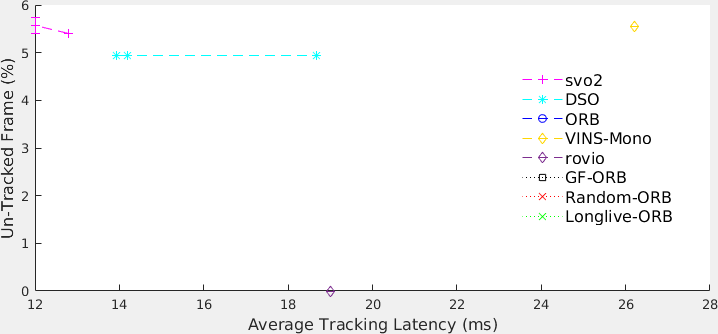 6
5
4
3
2
1
0
Un-Tracked Frame (%)
svo2
DSO
ORB
VINS-Mono
rovio
GF-ORB
Random-ORB
Longlive-ORB
12 14 16 18 20 22 24 26 28
Average Tracking Latency (ms)